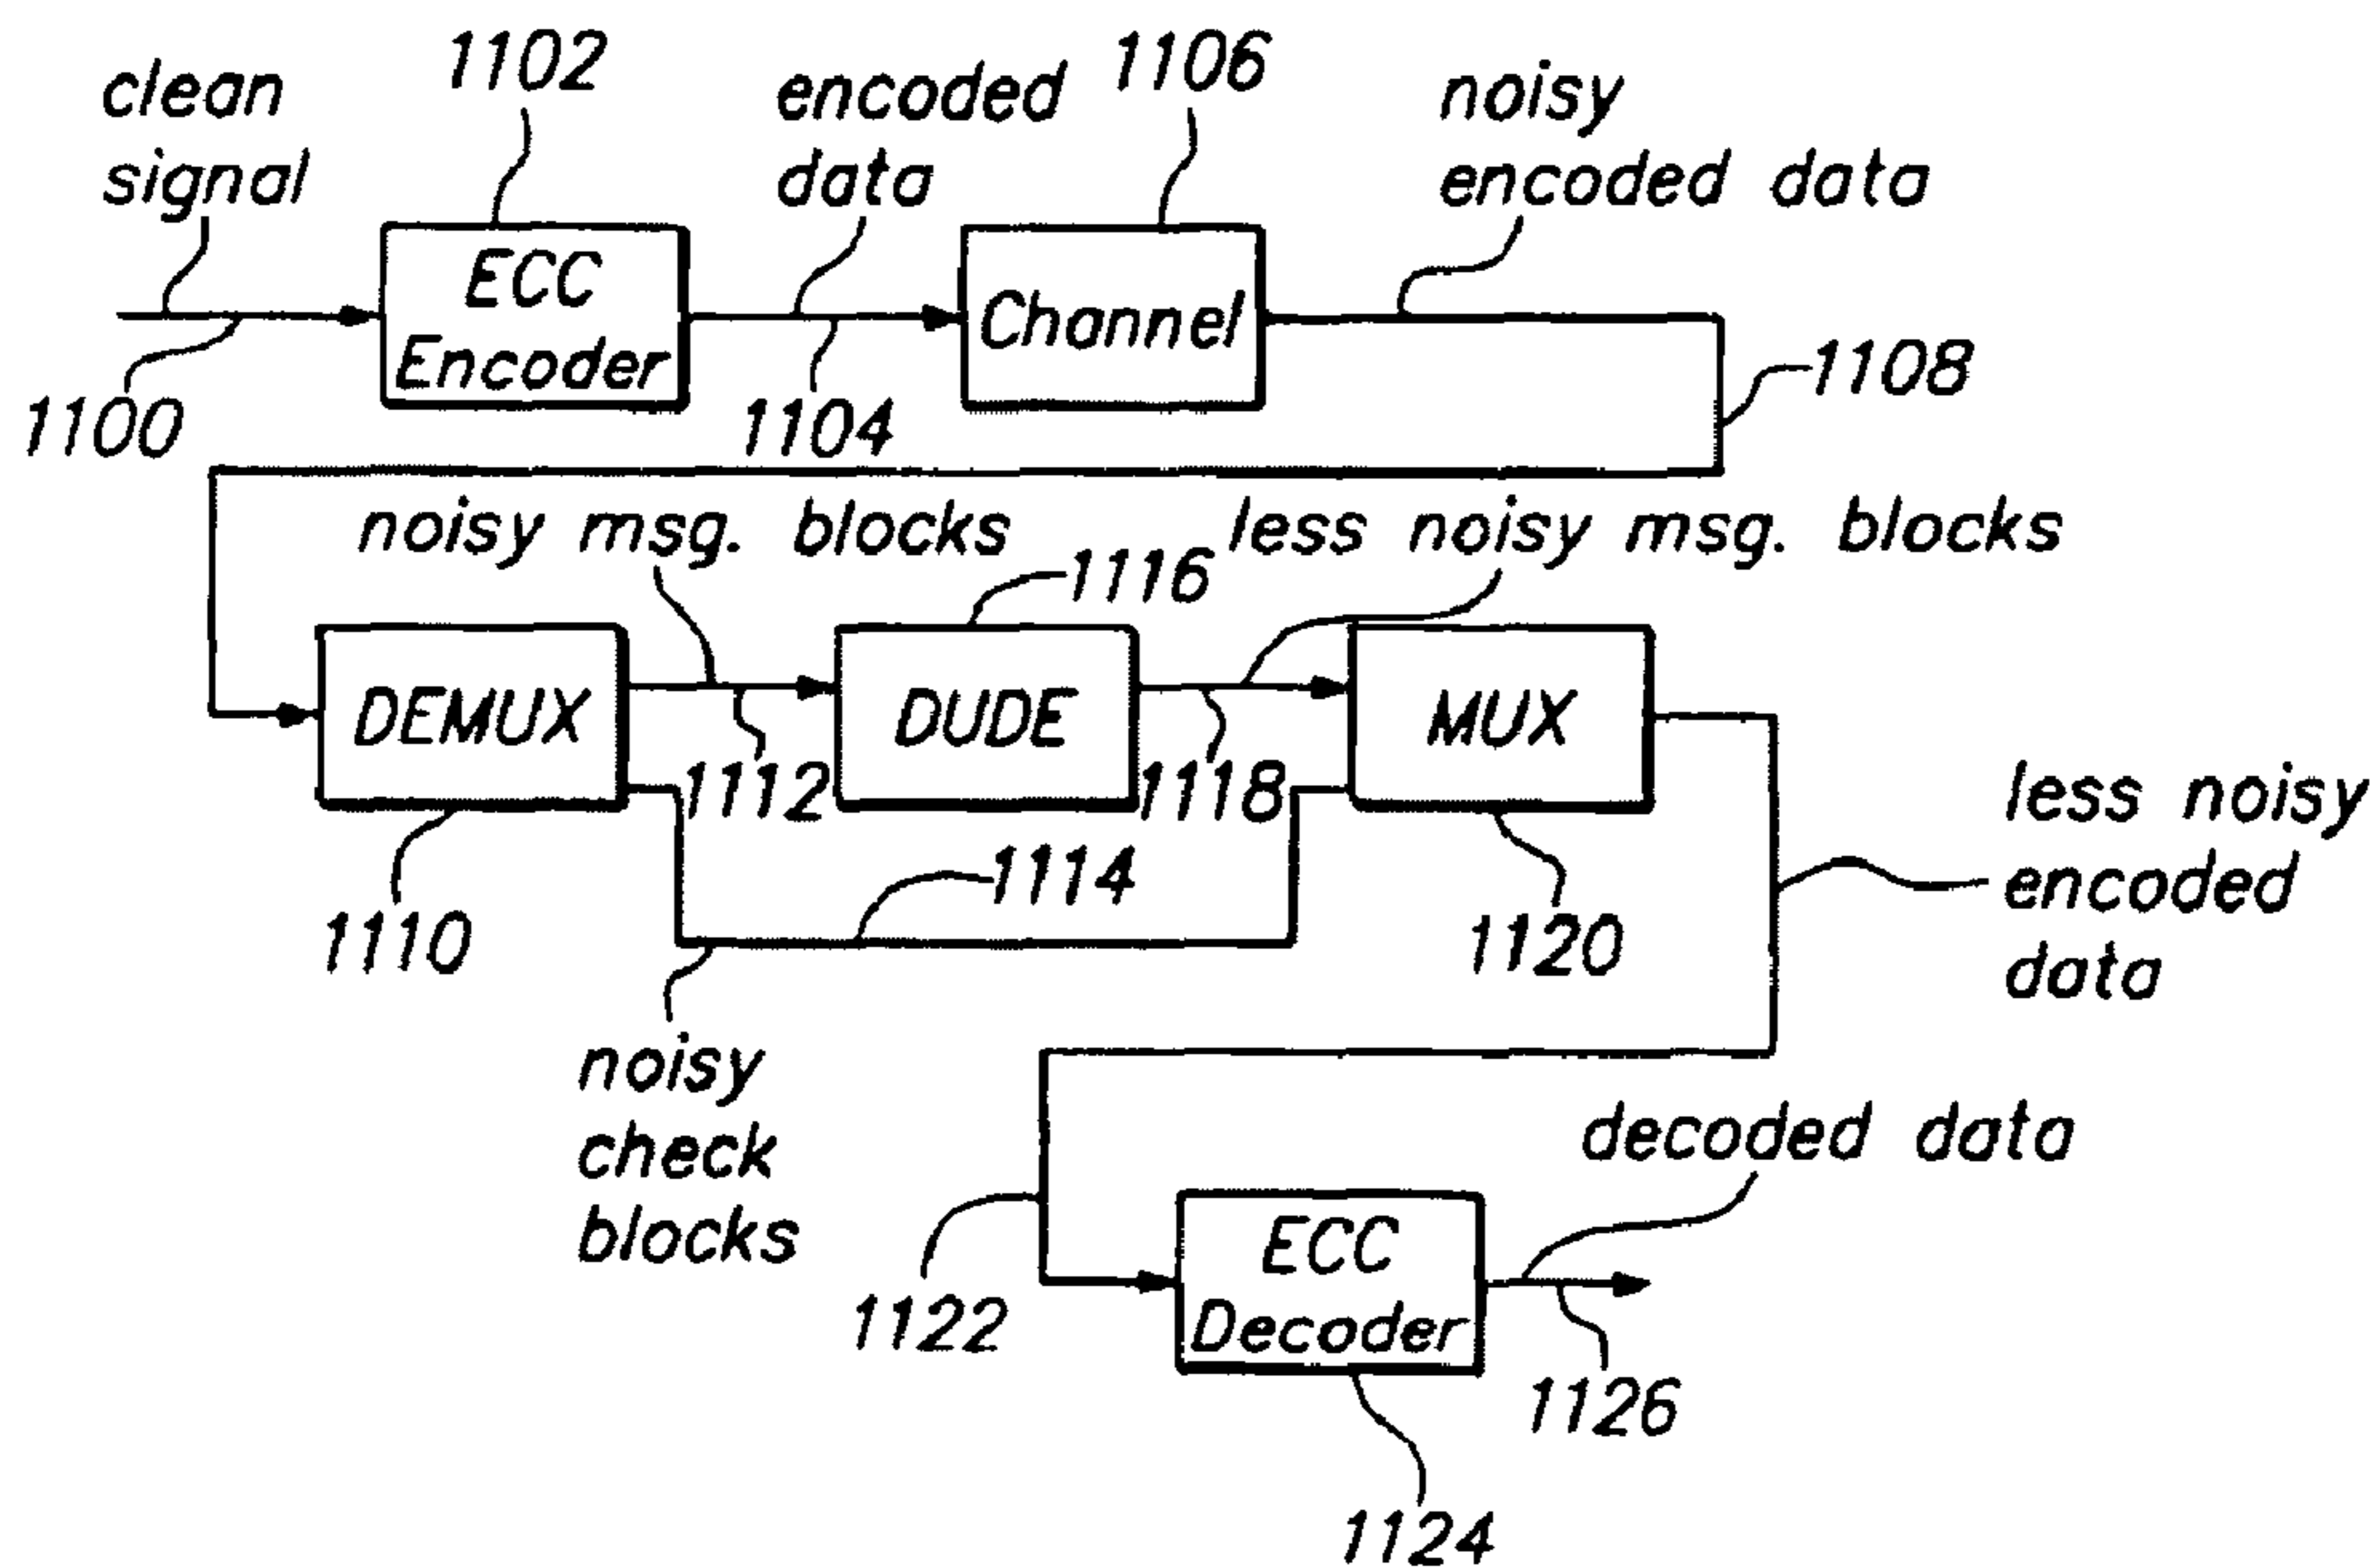 clean
signal
1102
encoded
data
1106
noisy
encoded data
ECC
Encoder
Channel
1100
1104
1108
noisy msg. blocks
less noisy msg. blocks
1116
DEMUX
DUDE
MUX
1112
1118
1110
1114
1120
less noisy
encoded
data
noisy
check
blocks
decoded data
1122
ECC
Decoder
1126
1124